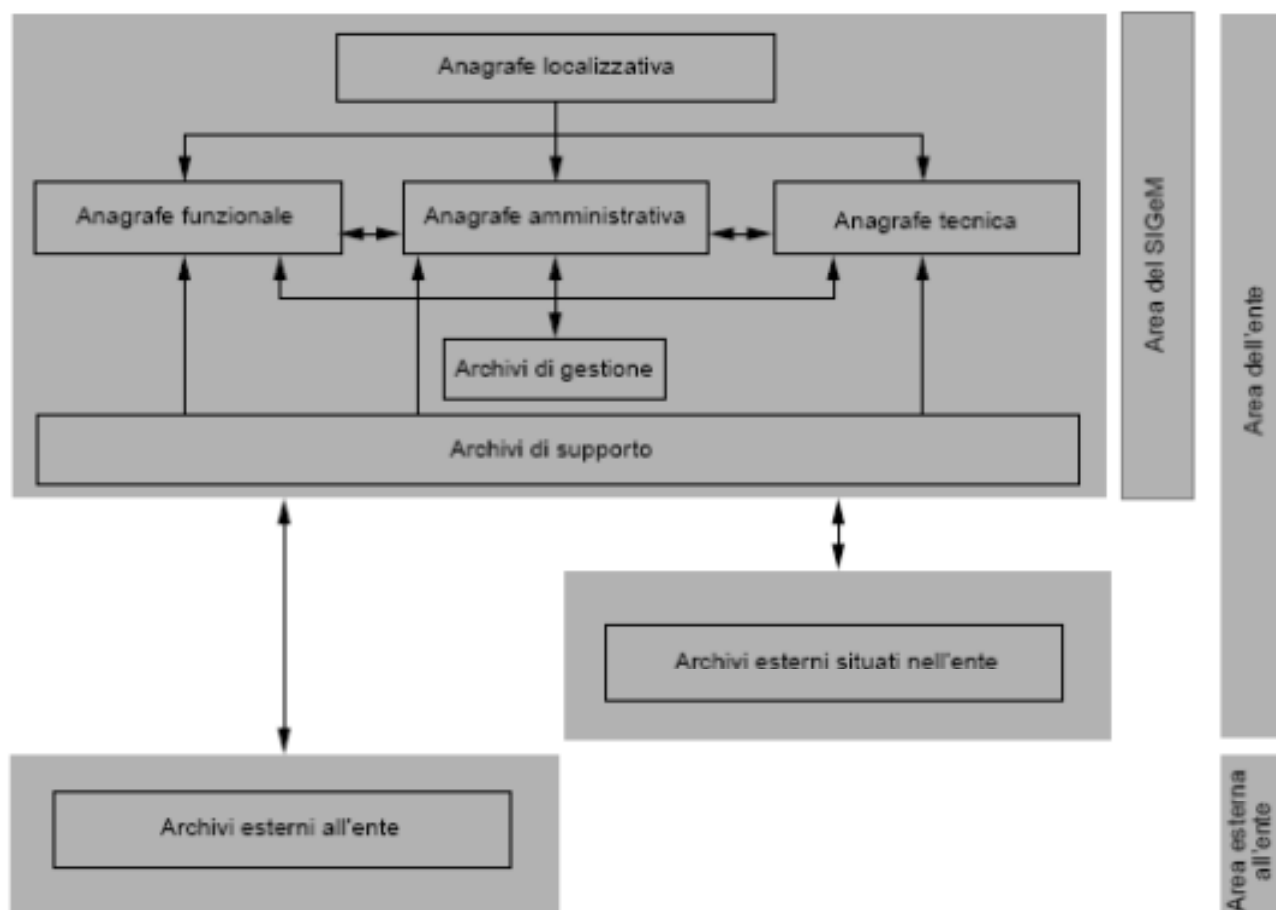 Anagrafe localizzativa
Anagrafe funzionale
Anagrafe amministrativa
Anagrafe tecnica
Archivi di gestione
Archivi di supporto
Archivi esterni situati nell'ente
Archivi esterni all'ente
Area del SIGeM
Area dell'ente
Area esterna
all'ente